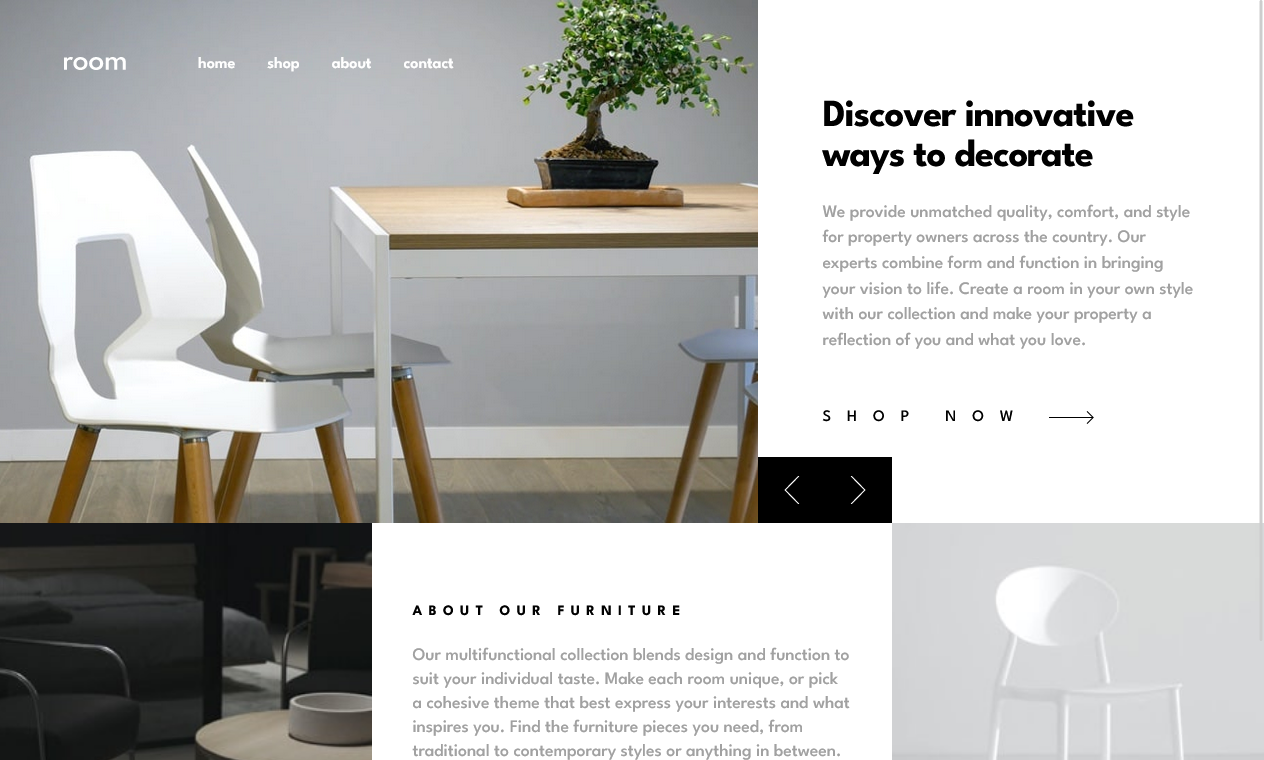 room
home shop about contact
Discover innovative
ways to decorate
We provide unmatched quality, comfort, and style
for property owners across the country. Our
experts combine form and function in bringing
your vision to life. Create a room in your own style
with our collection and make your property a
reflection of you and what you love.
SHOP NOW
ABOUT OUR FURNITURE
Our multifunctional collection blends design and function to
suit your individual taste. Make each room unique, or pick
a cohesive theme that best express your interests and what
inspires you. Find the furniture pieces you need, from
traditional to contemporary styles or anything in between.